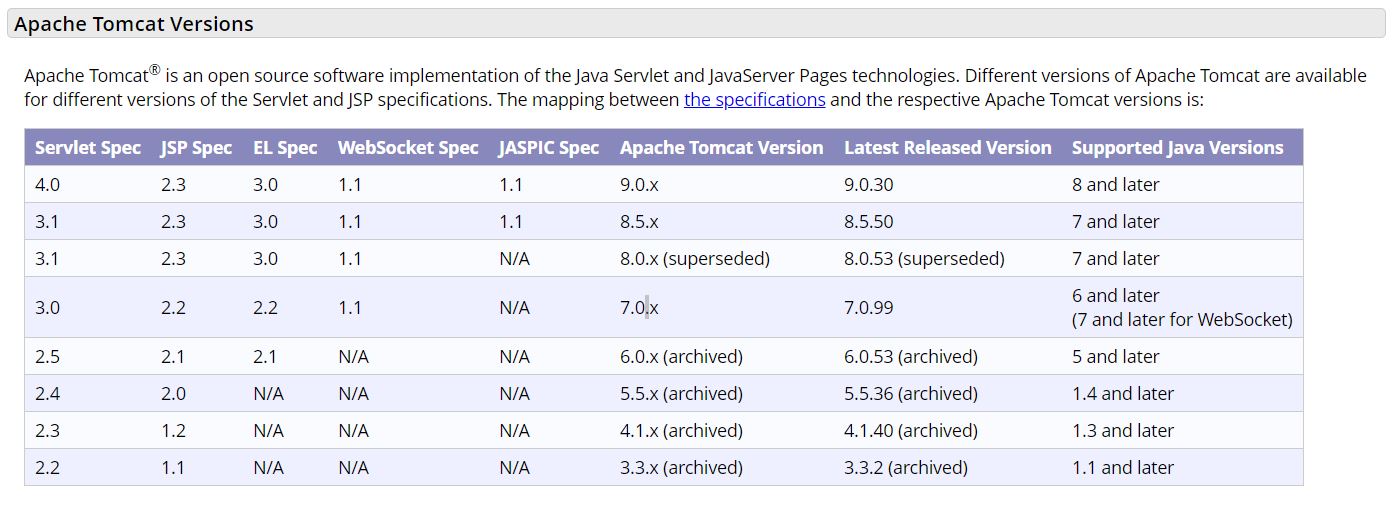 Apache Tomcat Versions
Apache Tomcat® is an open source software implementation of the Java Servlet and JavaServer Pages technologies. Different versions of Apache Tomcat are available
for different versions of the Servlet and JSP specifications. The mapping between the specifications and the respective Apache Tomcat versions is:
Servlet Spec JSP Spec EL Spec WebSocket Spec JASPIC Spec Apache Tomcat Version Latest Released Version Supported Java Versions
4.0 2.3 3.0 1.1 1.1 9.0.x 9.0.30 8 and later
3.1 2.3 3.0 1.1 1.1 8.5.x 8.5.50 7 and later
3.1 2.3 3.0 1.1 N/A 8.0.x (superseded) 8.0.53 (superseded) 7 and later
3.0 2.2 2.2 1.1 N/A 7.0.x 7.0.99 6 and later
(7 and later for WebSocket)
2.5 2.1 2.1 N/A N/A 6.0.x (archived) 6.0.53 (archived) 5 and later
2.4 2.0 N/A N/A N/A 5.5.x (archived) 5.5.36 (archived) 1.4 and later
2.3 1.2 N/A N/A N/A 4.1.x (archived) 4.1.40 (archived) 1.3 and later
2.2 1.1 N/A N/A N/A 3.3.x (archived) 3.3.2 (archived) 1.1 and later